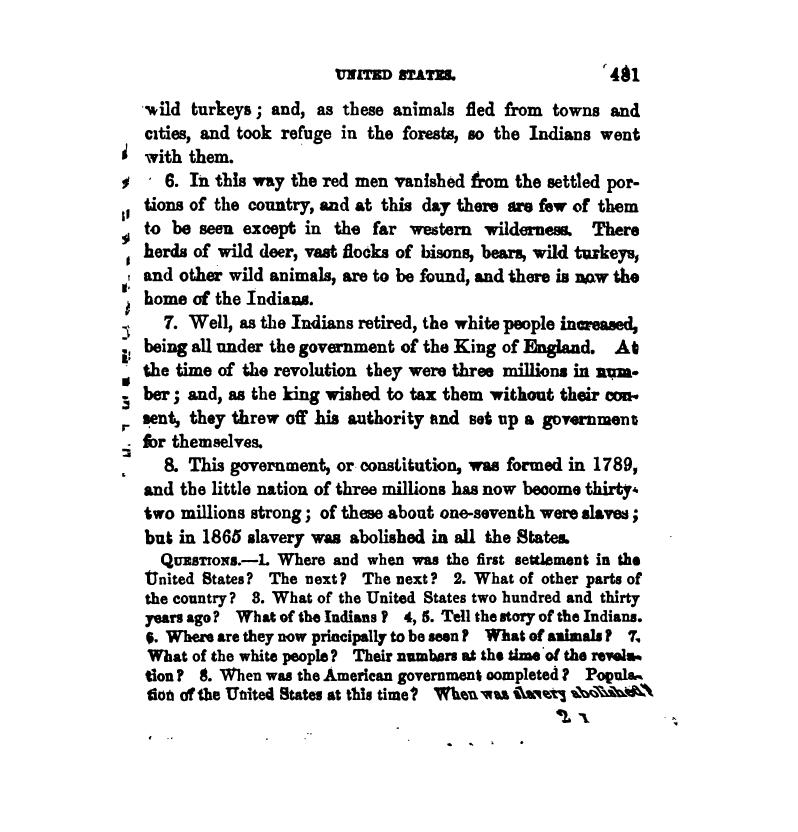 UNITED STATES. 481
wild turkeys; and, as these animals fled from towns and
cities, and took refuge in the forests, so the Indians went
with them.
6. In this way the red men vanished from the settled por-
tions of the country, and at this day there are few of them
to be seen except in the far western wilderness. There
herds of wild deer, vast flocks of bisons, bears, wild turkeys,
and other wild animals, are to be found, and there is now the
home of the Indians.
7. Well, as the Indians retired, the white people increased,
being all under the government of the King of England. At
the time of the revolution they were three millions in num-
ber; and, as the king wished to tax them without their con-
sent, they threw off his authority and set up a government
for themselves.
8. This government, or constitution, was formed in 1789,
and the little nation of three millions has now become thirty-
two millions strong; of these about one-seventh were slaves;
but in 1865 slavery was abolished in all the States.
QUESTIONS.—1. Where and when was the first settlement in the
United States? The next? The next? 2. What of other parts of
the country? 3. What of the United States two hundred and thirty
years ago? What of the Indians? 4, 5. Tell the story of the Indians.
6. Where are they now principally to be seen? What of animals? 7.
What of the white people? Their numbers at the time of the revolu-
tion? 8. When was the American government completed? Popula-
tion of the United States at this time? When was slavery abolished?
2 I